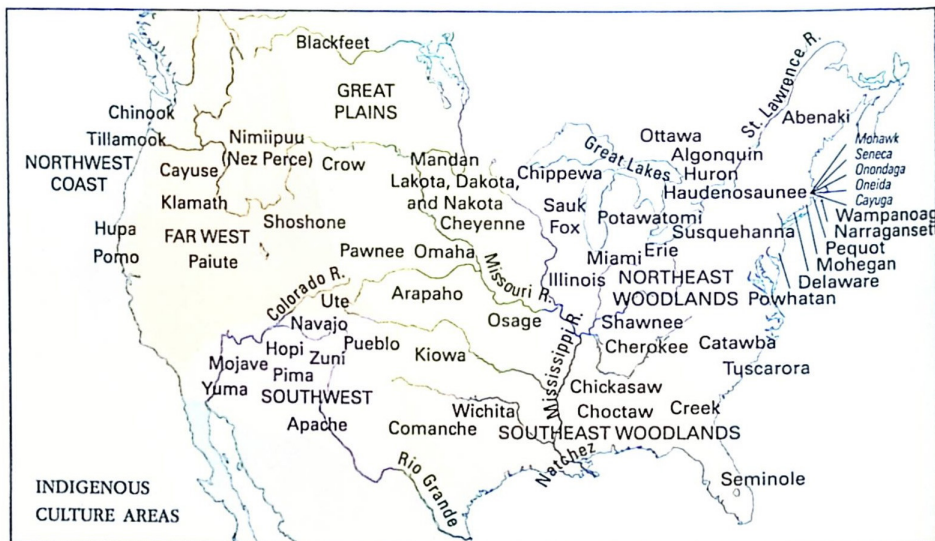 Blackfeet
GREAT
PLAINS
St. Lawrence R.
Chinook
Tillamook
NORTHWEST
COAST
Nimiipuu
(Nez Perce)
Cayuse
Crow
Mandan
Lakota, Dakota,
and Nakota
Cheyenne
Klamath
Shoshone
Hupa
Pomo
FAR WEST
Paiute
Pawnee
Omaha
Missouri R.
Colorado R.
Ute
Arapaho
Osage
Navajo
Pueblo
Kiowa
Hopi
Zuni
Mojave
Pima
Yuma
SOUTHWEST
Apache
Wichita
Comanche
Rio Grande
Ottawa
Algonquin
Huron
Great Lakes
Chippewa
Haudenosaunee
Abenaki
Mohawk
Seneca
Onondaga
Oneida
Cayuga
Wampanoag
Narragansett
Pequot
Mohegan
Delaware
Sauk
Fox
Potawatomi
Susquehanna
Erie
Miami
Illinois
NORTHEAST
WOODLANDS
Powhatan
Mississippi R.
Shawnee
Cherokee
Catawba
Tuscarora
Chickasaw
Choctaw
Creek
SOUTHEAST WOODLANDS
Natchez
Seminole
INDIGENOUS
CULTURE AREAS